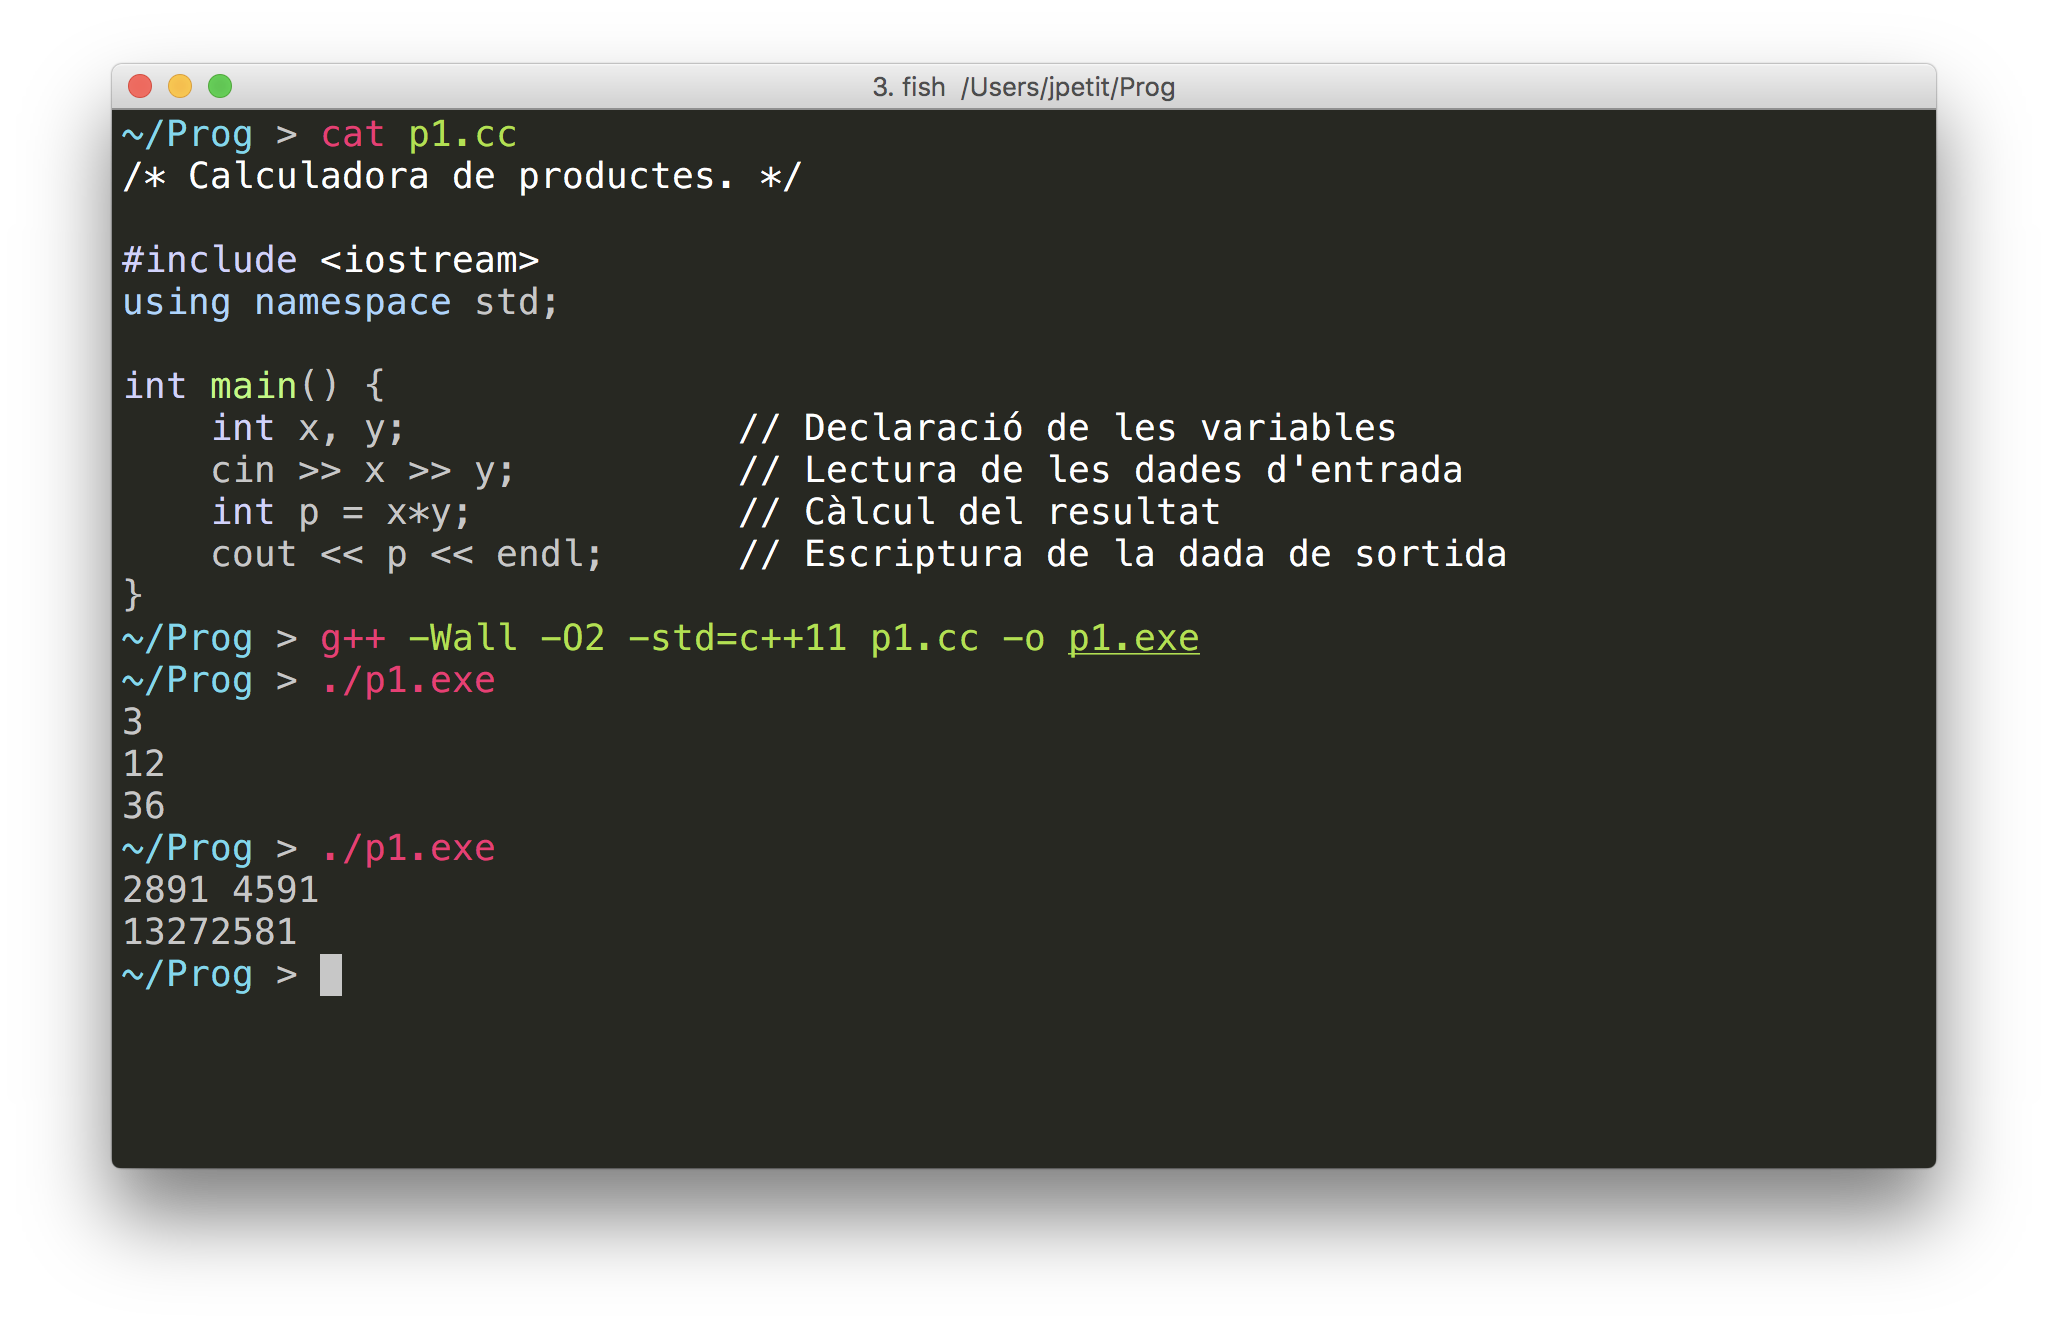 3. fish  /Users/jpetit/Prog
~/Prog > cat p1.cc
/* Calculadora de productes. */
#include <iostream>
using namespace std;
int main() {
    int x, y;               // Declaració de les variables
    cin >> x >> y;          // Lectura de les dades d'entrada
    int p = x*y;            // Càlcul del resultat
    cout << p << endl;      // Escriptura de la dada de sortida
}
~/Prog > g++ -Wall -O2 -std=c++11 p1.cc -o p1.exe
~/Prog > ./p1.exe
3
12
36
~/Prog > ./p1.exe
2891 4591
13272581
~/Prog >